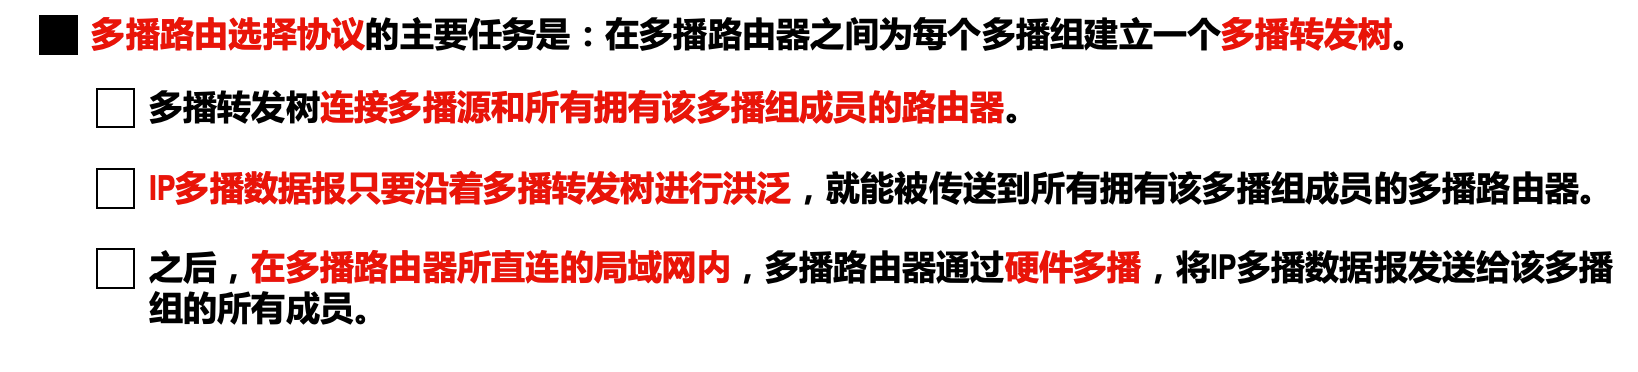 多播路由选择协议的主要任务是：在多播路由器之间为每个多播组建立一个多播转发树。
多播转发树连接多播源和所有拥有该多播组成员的路由器。
IP多播数据报只要沿着多播转发树进行洪泛，就能被传送到所有拥有该多播组成员的多播路由器。
之后，在多播路由器所直连的局域网内，多播路由器通过硬件多播，将IP多播数据报发送给该多播
组的所有成员。